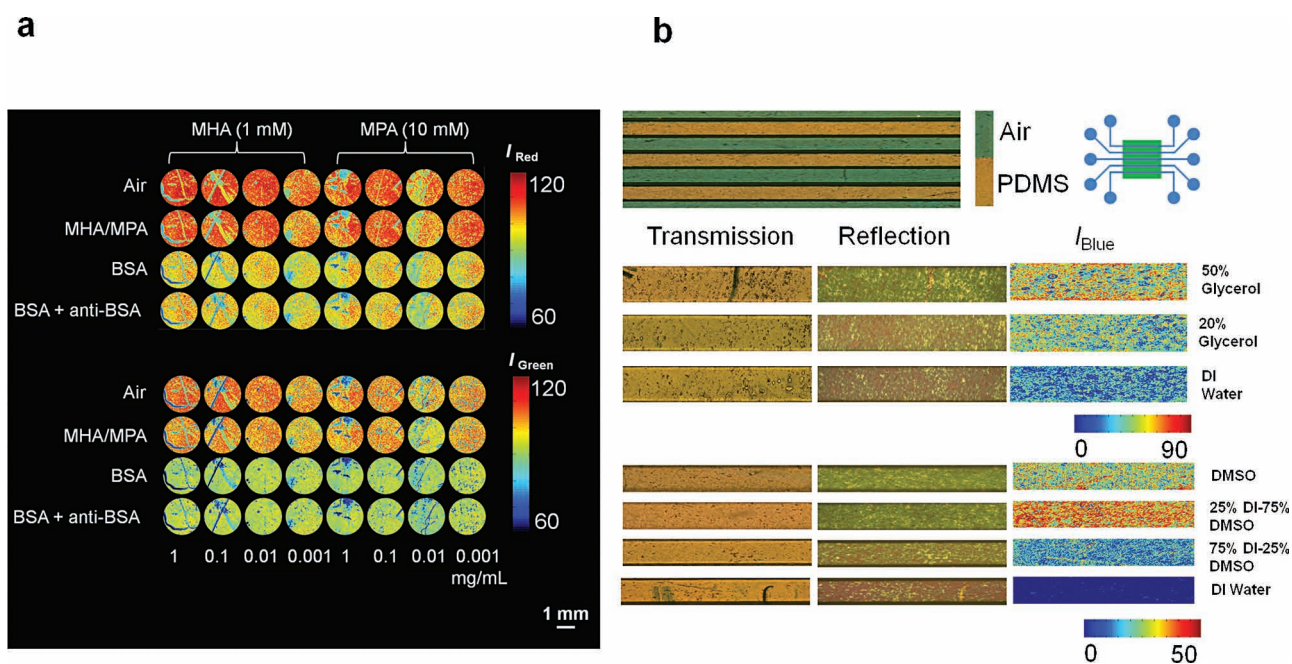 a
MHA (1 mM)
MPA (10 mM)
I Red
120
60
Air
MHA/MPA
BSA
BSA + anti-BSA
I Green
120
60
Air
MHA/MPA
BSA
BSA + anti-BSA
1 0.1 0.01 0.001 1 0.1 0.01 0.001
mg/mL
1 mm
b
Air
PDMS
Transmission Reflection I Blue
50%
Glycerol
20%
Glycerol
DI
Water
0 90
DMSO
25% DI-75%
DMSO
75% DI-25%
DMSO
DI Water
0 50